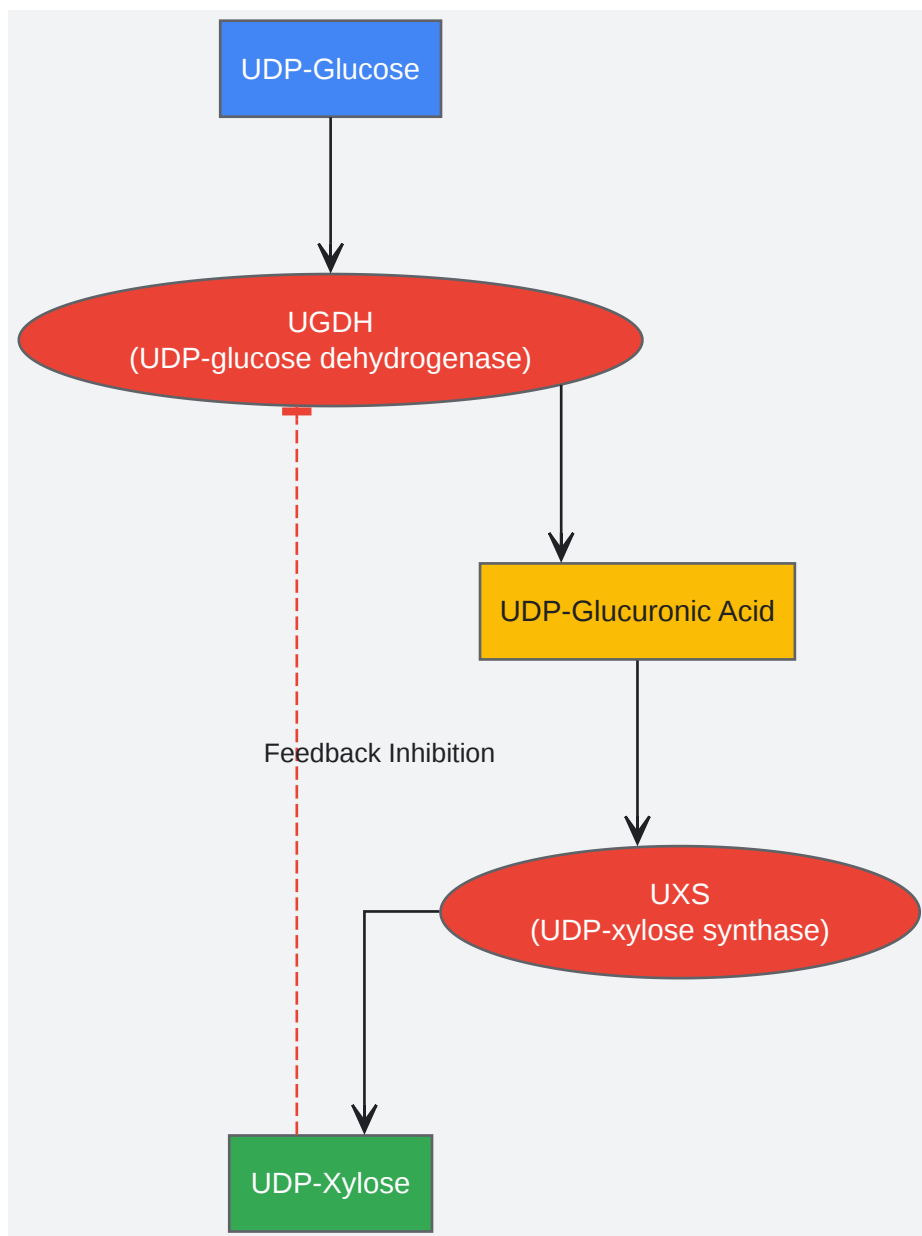 UDP-Glucose
UGDH
(UDP-glucose dehydrogenase)
UDP-Glucuronic Acid
Feedback Inhibition
UXS
(UDP-xylose synthase)
UDP-Xylose